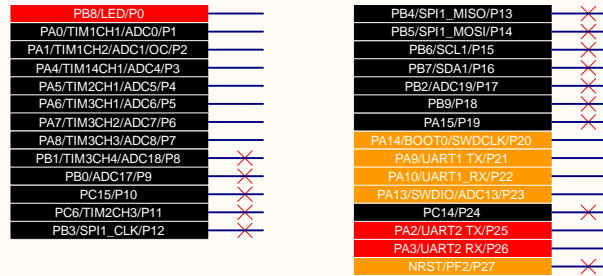 PB8/LED/P0
PA0/TIM1CH1/ADC0/P1
PA1/TIM1CH2/ADC1/OC/P2
PA4/TIM14CH1/ADC4/P3
PA5/TIM2CH1/ADC5/P4
PA6/TIM3CH1/ADC6/P5
PA7/TIM3CH2/ADC7/P6
PA8/TIM3CH3/ADC8/P7
PB1/TIM3CH4/ADC18/P8
PB0/ADC17/P9
PC15/P10
PC6/TIM2CH3/P11
PB3/SPI1_CLK/P12
PB4/SPI1_MISO/P13
PB5/SPI1_MOSI/P14
PB6/SCL1/P15
PB7/SDA1/P16
PB2/ADC19/P17
PB9/P18
PA15/P19
PA14/BOOT0/SWDCLK/P20
PA9/UART1 TX/P21
PA10/UART1_RX/P22
PA13/SWDIO/ADC13/P23
PC14/P24
PA2/UART2 TX/P25
PA3/UART2 RX/P26
NRST/PF2/P27